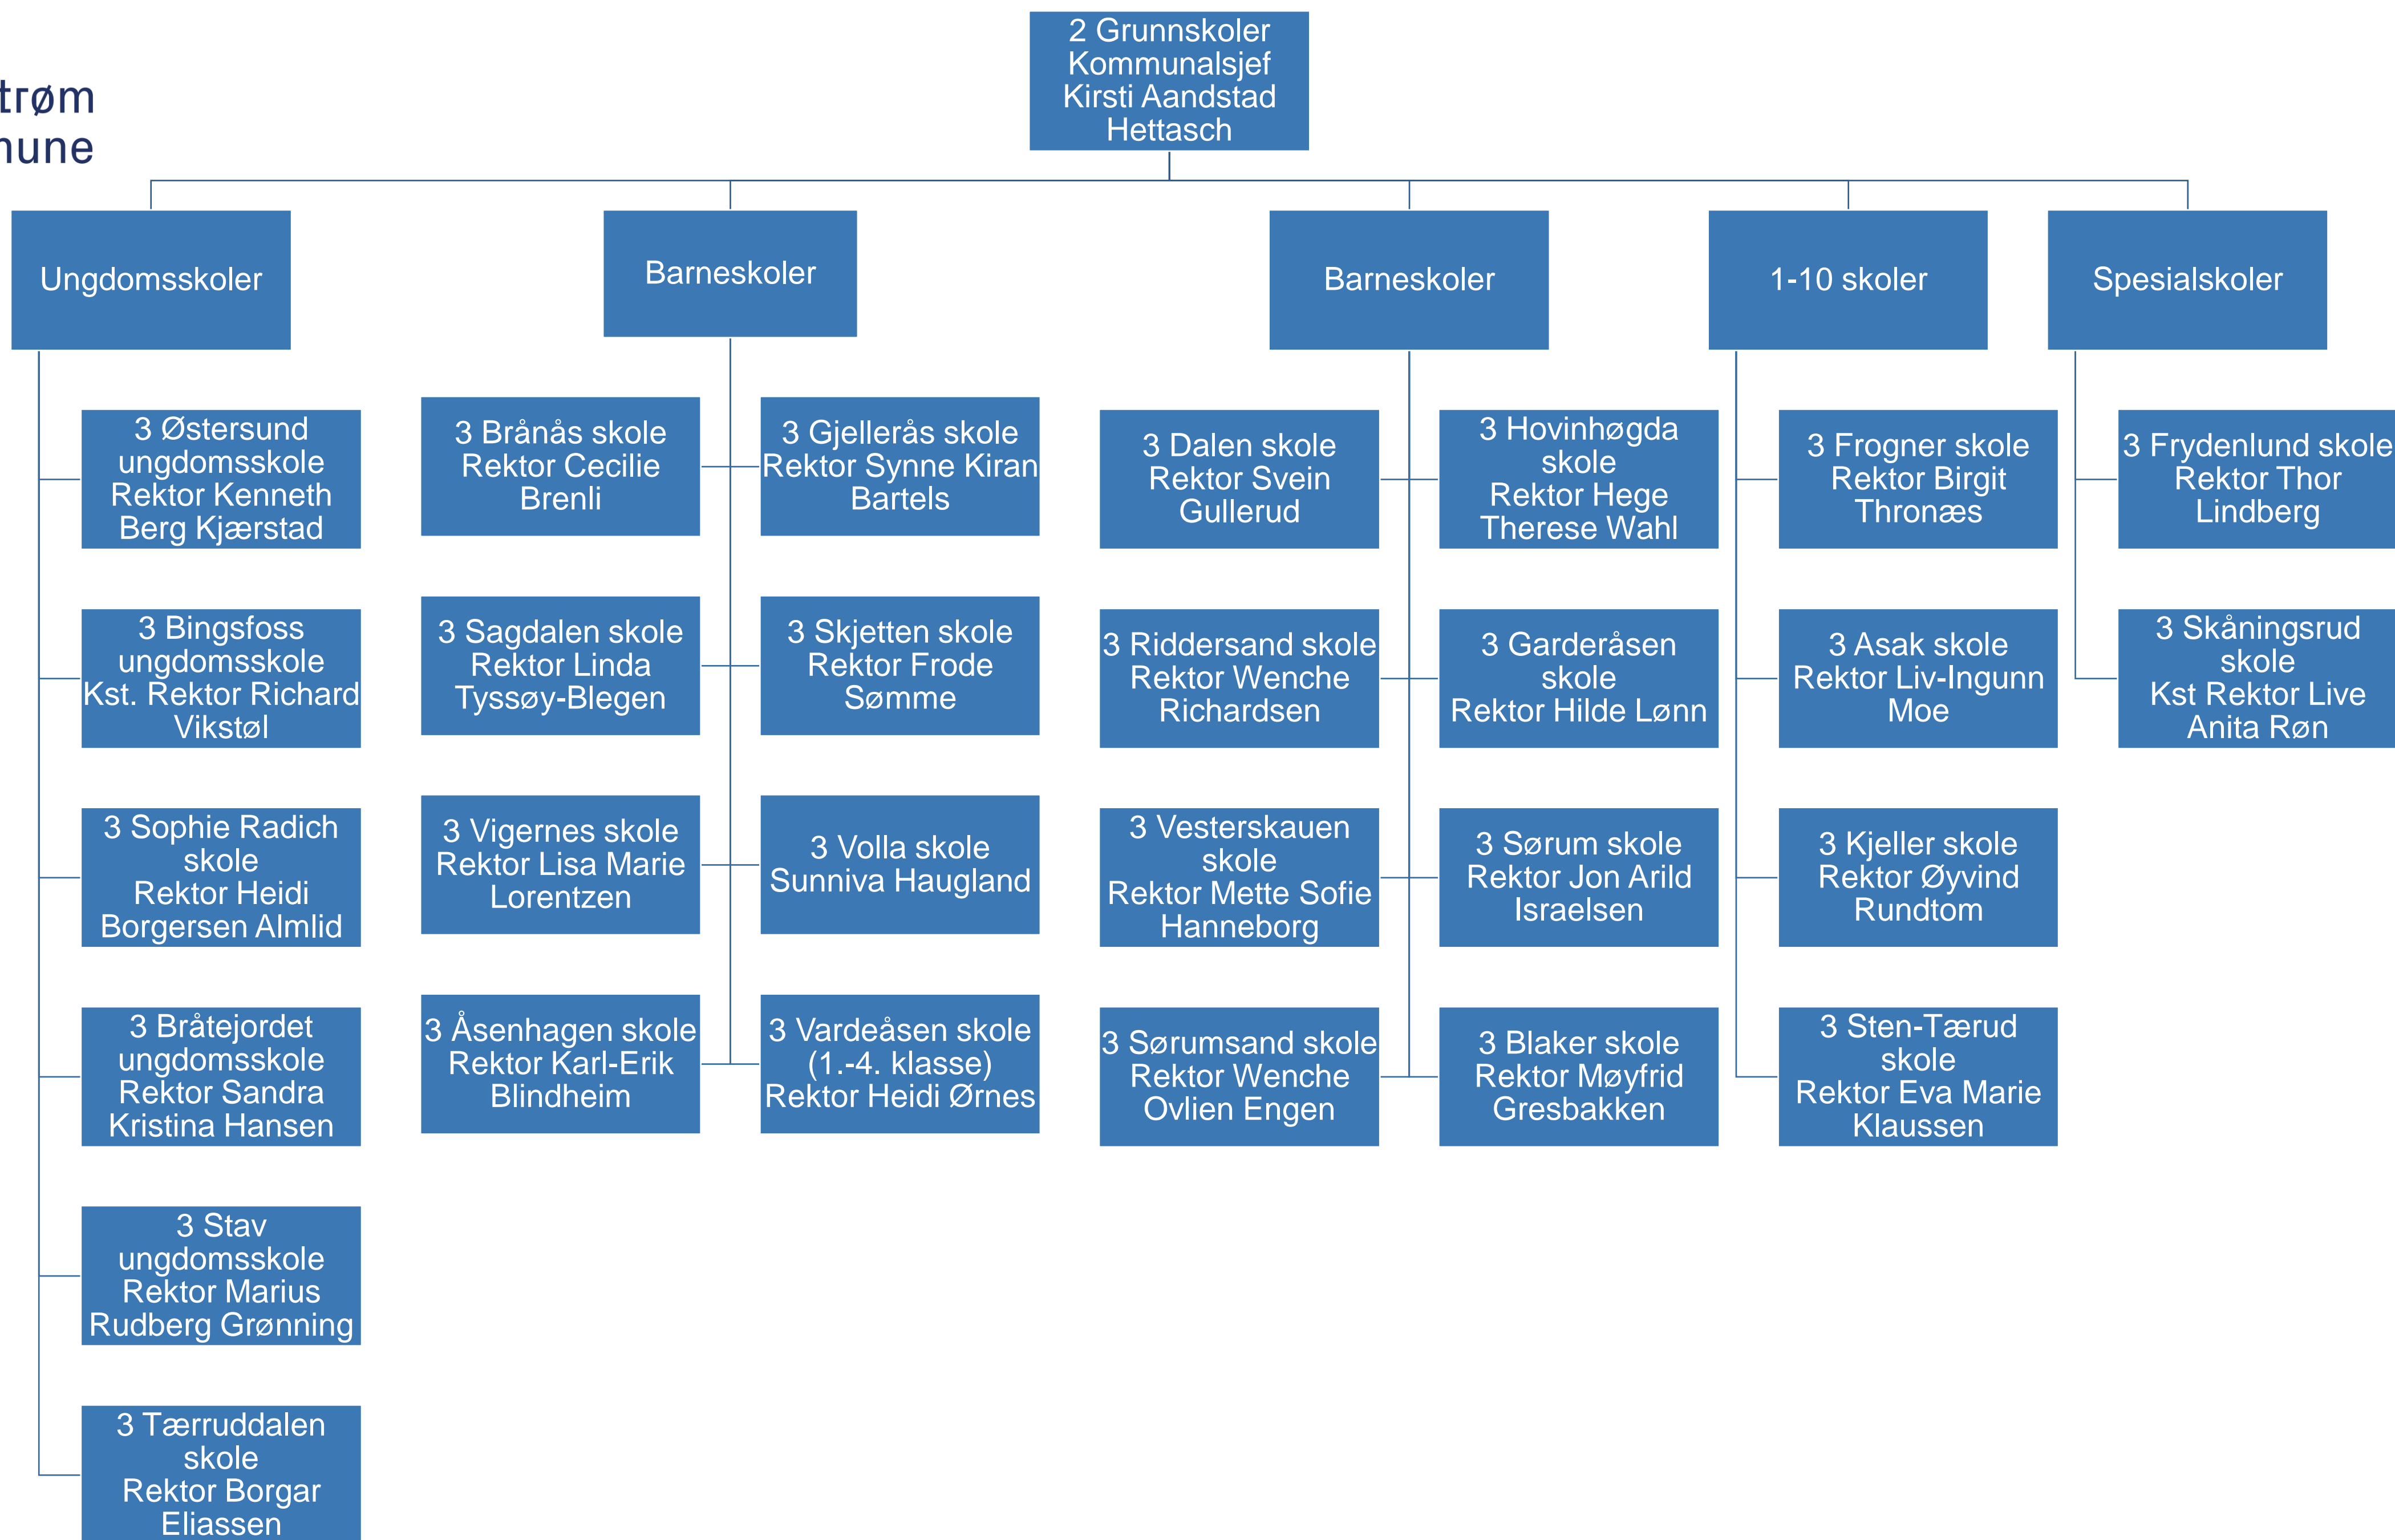 trøm
mune
2 Grunnskoler
Kommunalsjef
Kirsti Aandstad
Hettasch
Ungdomsskoler
3 Østersund
ungdomsskole
Rektor Kenneth
Berg Kjærstad
3 Bingsfoss
ungdomsskole
Kst. Rektor Richard
Vikstøl
3 Sophie Radich
skole
Rektor Heidi
Borgersen Almlid
3 Bråtejordet
ungdomsskole
Rektor Sandra
Kristina Hansen
3 Stav
ungdomsskole
Rektor Marius
Rudberg Grønning
3 Tærruddalen
skole
Rektor Borgar
Eliassen
Barneskoler
3 Brånås skole
Rektor Cecilie
Brenli
3 Gjellerås skole
Rektor Synne Kiran
Bartels
3 Sagdalen skole
Rektor Linda
Tyssøy-Blegen
3 Skjetten skole
Rektor Frode
Sømme
3 Vigernes skole
Rektor Lisa Marie
Lorentzen
3 Volla skole
Sunniva Haugland
3 Åsenhagen skole
Rektor Karl-Erik
Blindheim
3 Vardeåsen skole
(1.-4. klasse)
Rektor Heidi Ørnes
Barneskoler
3 Dalen skole
Rektor Svein
Gullerud
3 Hovinhøgda
skole
Rektor Hege
Therese Wahl
3 Riddersand skole
Rektor Wenche
Richardsen
3 Garderåsen
skole
Rektor Hilde Lønn
3 Vesterskauen
skole
Rektor Mette Sofie
Hanneborg
3 Sørum skole
Rektor Jon Arild
Israelsen
3 Sørumsand skole
Rektor Wenche
Ovlien Engen
3 Blaker skole
Rektor Møyfrid
Gresbakken
1-10 skoler
3 Frogner skole
Rektor Birgit
Thronæs
3 Asak skole
Rektor Liv-Ingunn
Moe
3 Kjeller skole
Rektor Øyvind
Rundtom
3 Sten-Tærud
skole
Rektor Eva Marie
Klaussen
Spesialskoler
3 Frydenlund skole
Rektor Thor
Lindberg
3 Skåningsrud
skole
Kst Rektor Live
Anita Røn